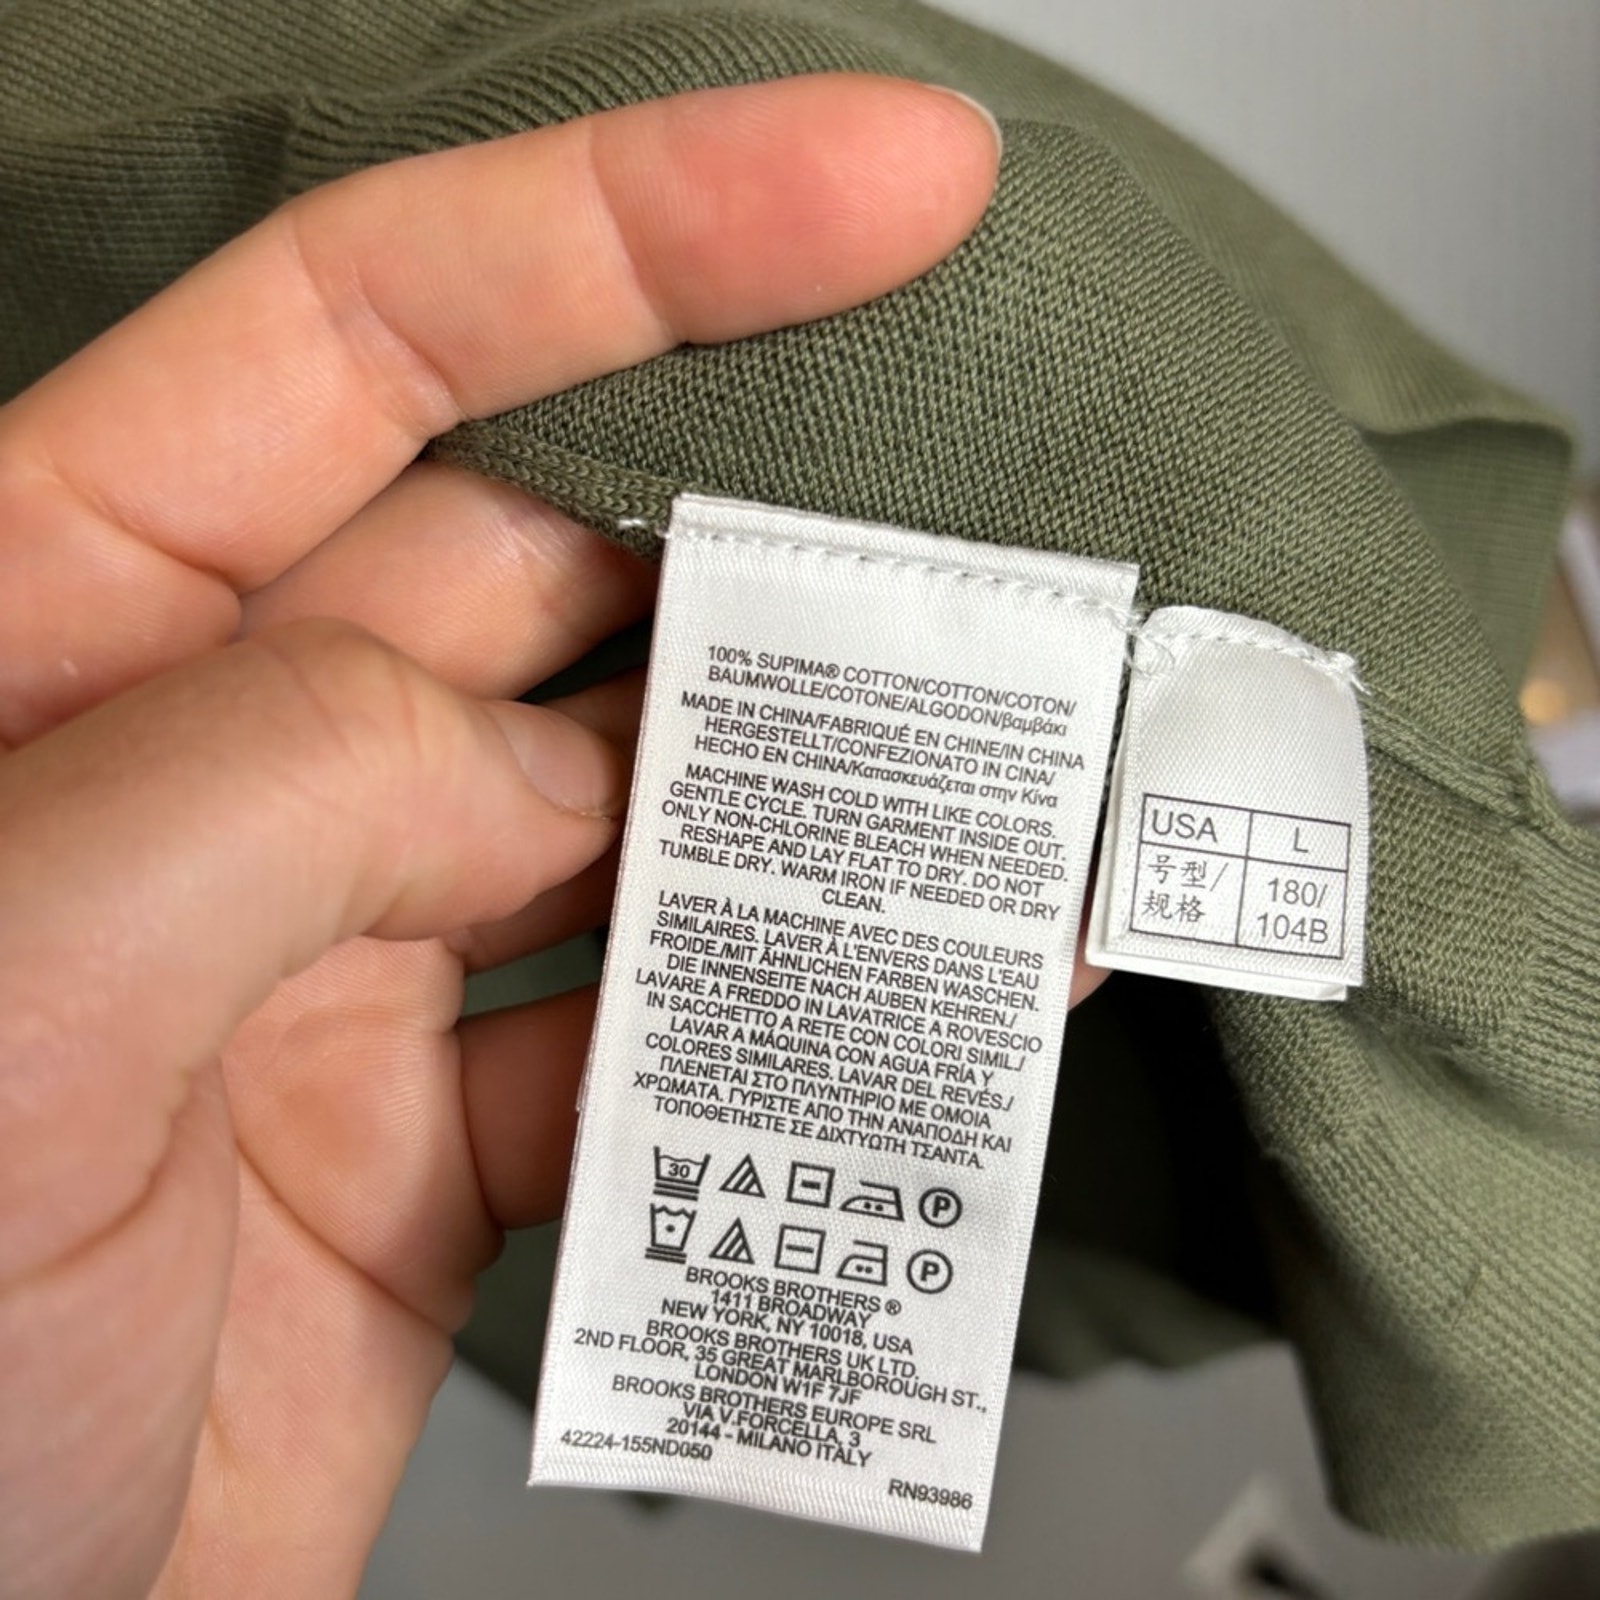 100% SUPIMA® COTTON/COTTON/COTON/
BAUMWOLLE/COTONE/ALGODON/βαμβάκι
MADE IN CHINA/FABRIQUÉ EN CHINE/IN CHINA
HERGESTELLT/CONFEZIONATO IN CINA/
HECHO EN CHINA/Κατασκευάζεται στην Κίνα
MACHINE WASH COLD WITH LIKE COLORS.
GENTLE CYCLE. TURN GARMENT INSIDE OUT.
ONLY NON-CHLORINE BLEACH WHEN NEEDED.
RESHAPE AND LAY FLAT TO DRY. DO NOT
TUMBLE DRY. WARM IRON IF NEEDED OR DRY
CLEAN.
LAVER À LA MACHINE AVEC DES COULEURS
SIMILAIRES. LAVER À L'ENVERS DANS L'EAU
FROIDE./MIT ÄHNLICHEN FARBEN WASCHEN.
DIE INNENSEITE NACH AUBEN KEHREN./
LAVARE A FREDDO IN LAVATRICE A ROVESCIO
IN SACCHETTO A RETE CON COLORI SIMIL./
LAVAR A MÁQUINA CON AGUA FRÍA Y
COLORES SIMILARES. LAVAR DEL REVÉS./
ΠΛΕΝΕΤΑΙ ΣΤΟ ΠΛΥΝΤΗΡΙΟ ΜΕ ΟΜΟΙΑ
ΧΡΩΜΑΤΑ. ΓΥΡΙΣΤΕ ΑΠΟ ΤΗΝ ΑΝΑΠΟΔΗ ΚΑΙ
ΤΟΠΟΘΕΤΗΣΤΕ ΣΕ ΔΙΧΤΥΩΤΗ ΤΣΑΝΤΑ.
30 P
P
BROOKS BROTHERS ®
1411 BROADWAY
NEW YORK, NY 10018, USA
BROOKS BROTHERS UK LTD.
2ND FLOOR, 35 GREAT MARLBOROUGH ST.,
LONDON W1F 7JF
BROOKS BROTHERS EUROPE SRL
VIA V.FORCELLA, 3
20144 - MILANO ITALY
42224-155ND050
RN93986
USA L
号型/ 180/
规格 104B